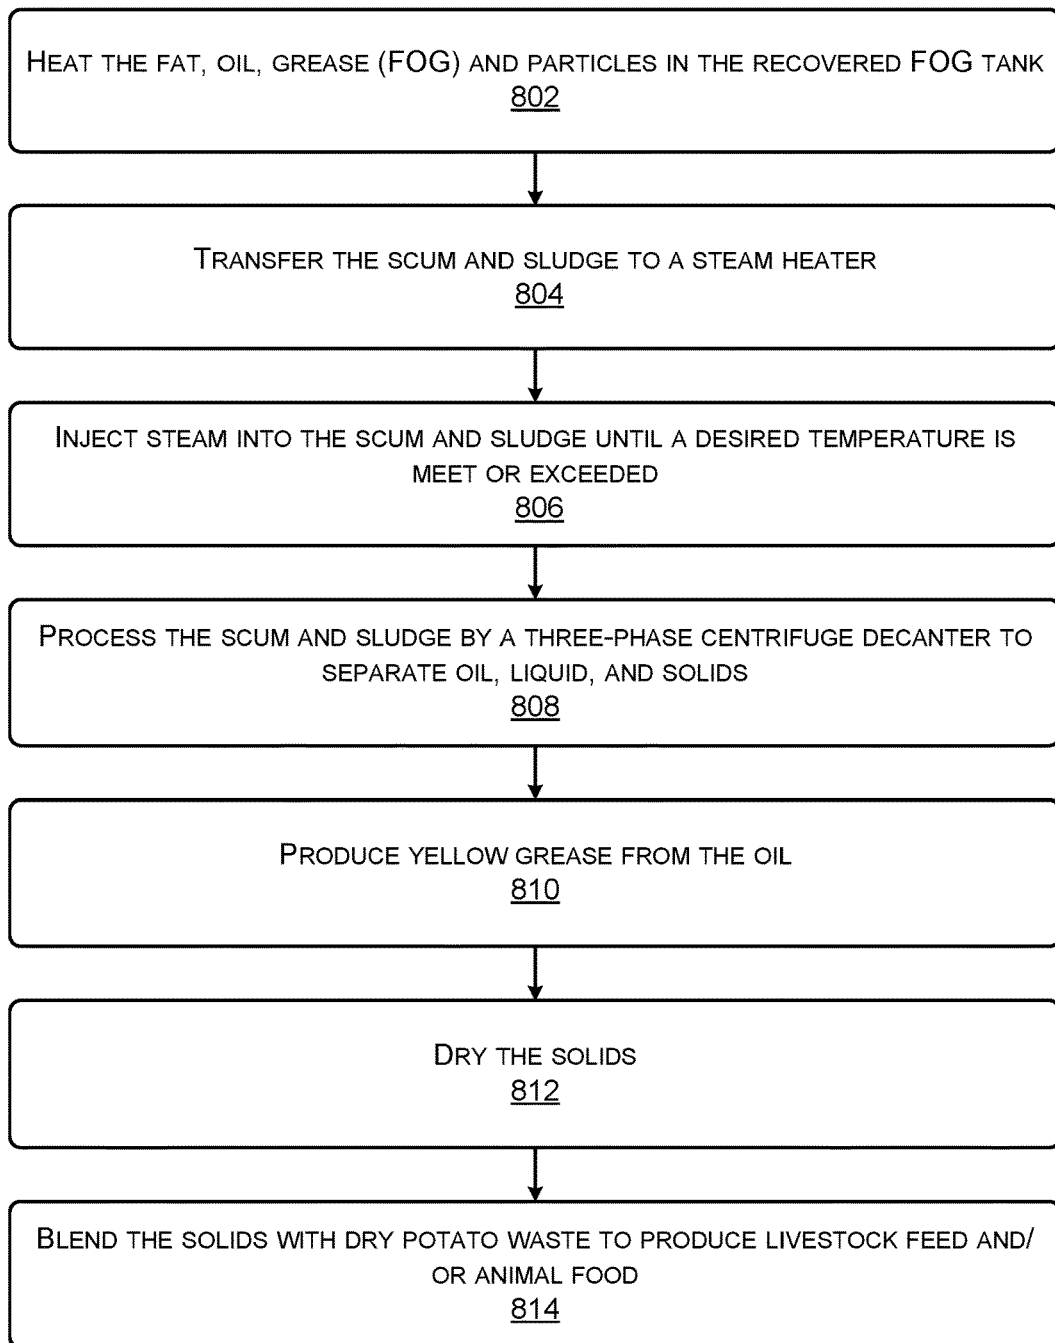 HEAT THE FAT, OIL, GREASE (FOG) AND PARTICLES IN THE RECOVERED FOG TANK
802
TRANSFER THE SCUM AND SLUDGE TO A STEAM HEATER
804
INJECT STEAM INTO THE SCUM AND SLUDGE UNTIL A DESIRED TEMPERATURE IS
MEET OR EXCEEDED
806
PROCESS THE SCUM AND SLUDGE BY A THREE-PHASE CENTRIFUGE DECANTER TO
SEPARATE OIL, LIQUID, AND SOLIDS
808
PRODUCE YELLOW GREASE FROM THE OIL
810
DRY THE SOLIDS
812
BLEND THE SOLIDS WITH DRY POTATO WASTE TO PRODUCE LIVESTOCK FEED AND/
OR ANIMAL FOOD
814